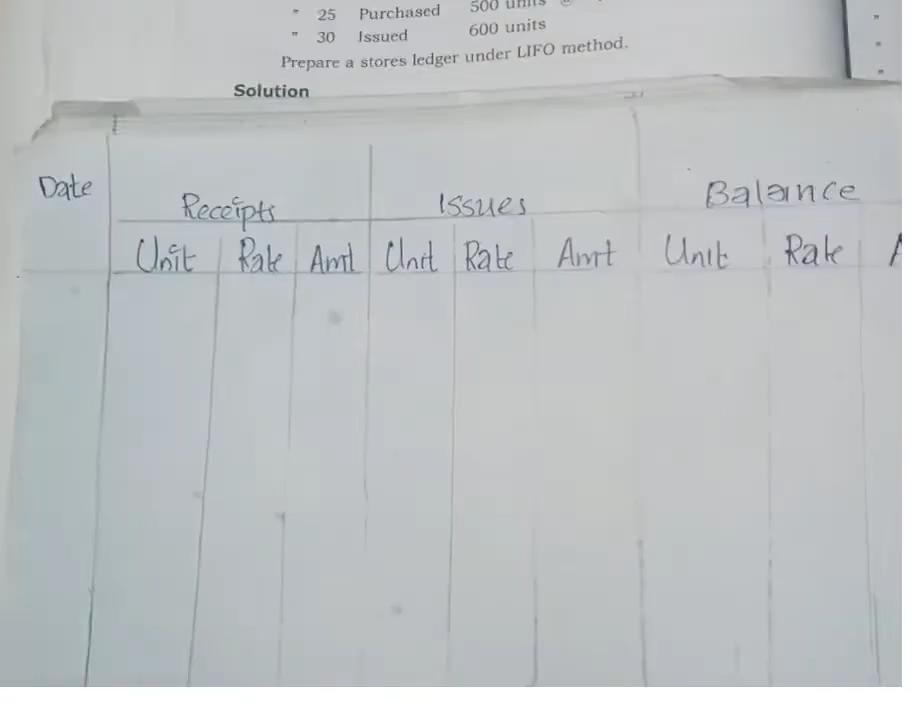 " 25 Purchased 500 units @
" 30 Issued 600 units
Prepare a stores ledger under LIFO method.
Solution
Date Receipts Issues Balance
Unit Rate Amt Unit Rate Amt Unit Rate A